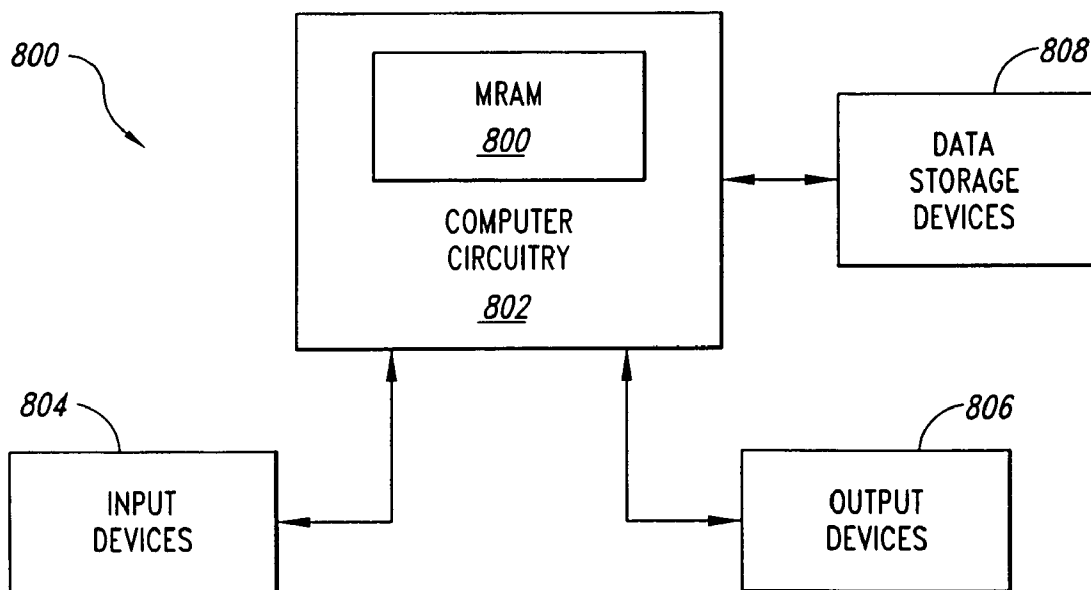 800
MRAM
800
COMPUTER
CIRCUITRY
802
808
DATA
STORAGE
DEVICES
804
INPUT
DEVICES
806
OUTPUT
DEVICES